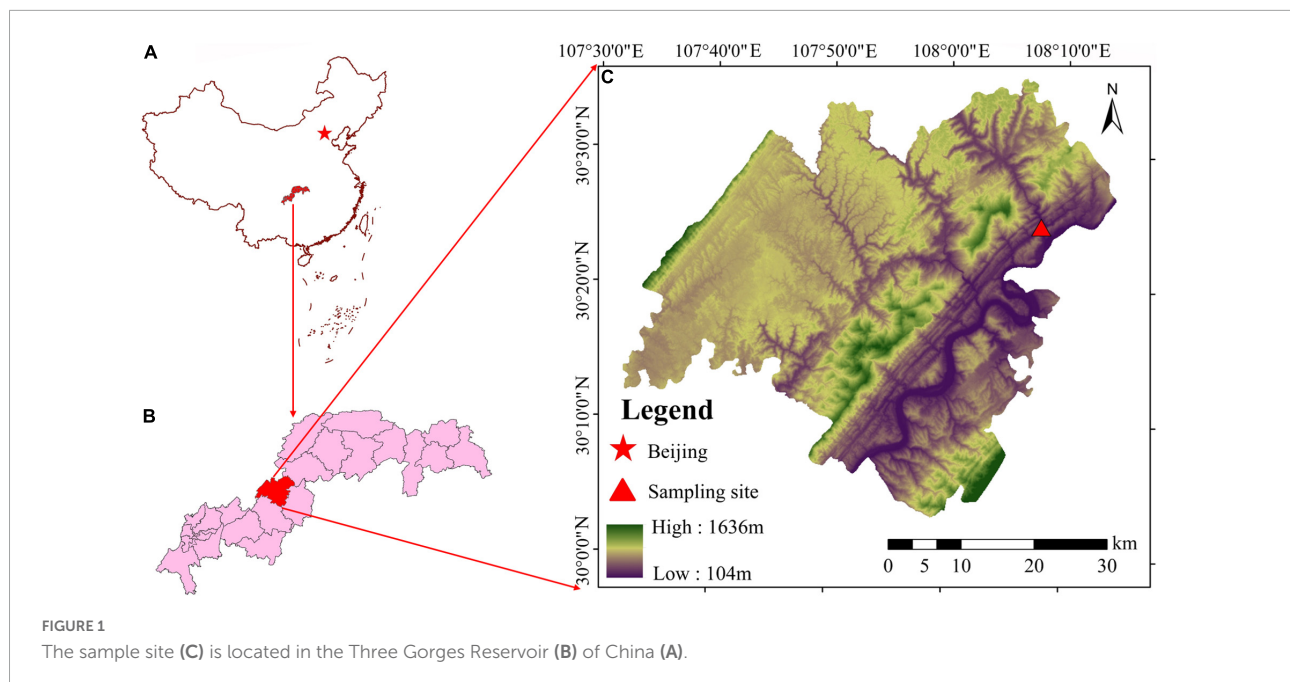 A
107°30'0"E 107°40'0"E 107°50'0"E 108°0'0"E 108°10'0"E
C
N
30°30'0"N
30°20'0"N
30°10'0"N
30°0'0"N
B
Legend
Beijing
Sampling site
High : 1636m
Low : 104m
km
0 5 10 20 30
FIGURE 1
The sample site (C) is located in the Three Gorges Reservoir (B) of China (A).